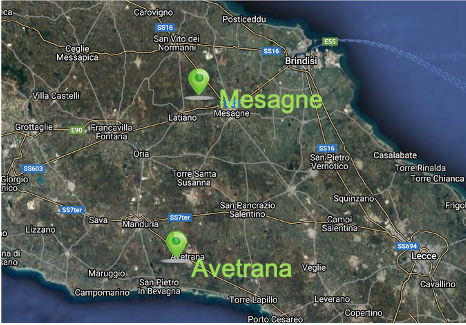 Carovigno
Posticeddu
SS16
San Vito dei
Normanni
E55
SS16
Ceglie
Messapica
Brindisi
Villa Castelli
Mesagne
Latiano
Mesagne
Grottaglie
E90
Francavilla
Fontana
SS16
Oria
San Pietro
Vernotico
Casalabate
SS603
Torre Rinalda
Giorgio
Torre Santa
Susanna
Torre Chianca
Squinzano
SS7ter
San Pancrazio
Salentino
Frigol
Sava
Manduria
SS7ter
Campi
Salentina
Lizzano
SS694
Lecce
Avetrana
Avetrana
Veglie
Maruggio
San Pietro
In Bevagna
Cavallino
Campomarino
Torre Lapillo
Leverano
Copertino
Porto Cesareo